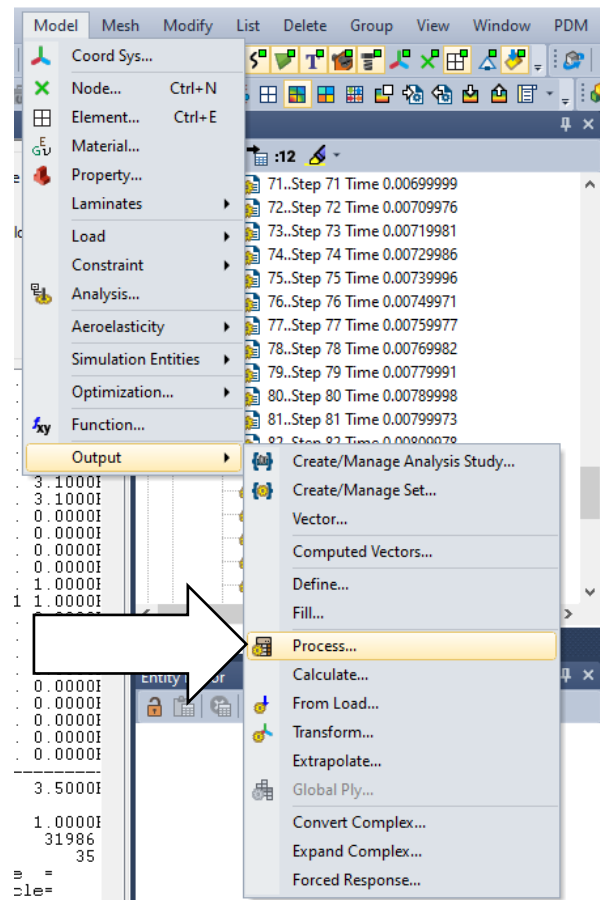 Model Mesh Modify List Delete Group View Window PDM
Coord Sys...
Node... Ctrl+N
Element... Ctrl+E
Material...
Property...
Laminates
Load
Constraint
Analysis...
Aeroelasticity
Simulation Entities
Optimization...
Function...
Output
:12
71..Step 71 Time 0.00699999
72..Step 72 Time 0.00709976
73..Step 73 Time 0.00719981
74..Step 74 Time 0.00729986
75..Step 75 Time 0.00739996
76..Step 76 Time 0.00749971
77..Step 77 Time 0.00759977
78..Step 78 Time 0.00769982
79..Step 79 Time 0.00779991
80..Step 80 Time 0.00789998
81..Step 81 Time 0.00799973
82..Step 82 Time 0.00809978
Create/Manage Analysis Study...
Create/Manage Set...
Vector...
Computed Vectors...
Define...
Fill...
Process...
Calculate...
From Load...
Transform...
Extrapolate...
Global Ply...
Convert Complex...
Expand Complex...
Forced Response...
3.1000
3.1000
0.0000
0.0000
0.0000
0.0000
1.0000
1 1.0000
Entity
0.0000
0.0000
0.0000
0.0000
0.0000
3.5000
1.0000
31986
35
e =
cle=